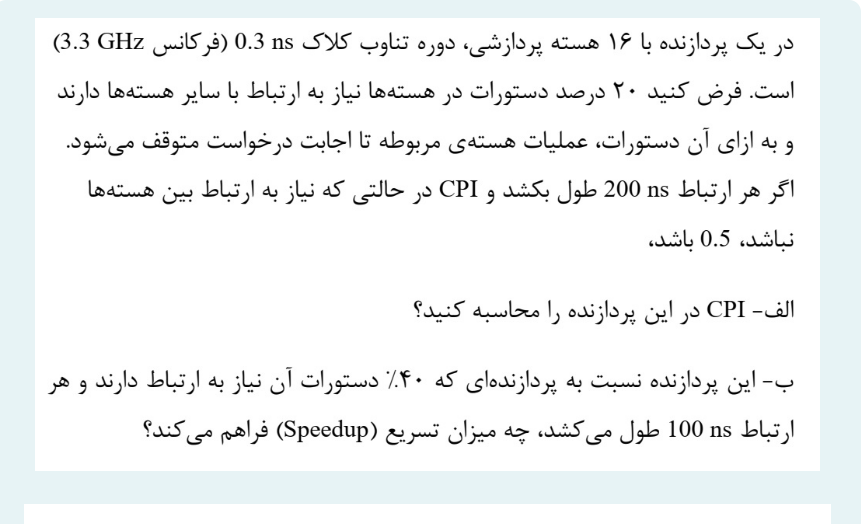 در یک پردازنده با ۱۶ هسته پردازشی، دوره تناوب کلاک 0.3 ns (فرکانس 3.3 GHz)
است. فرض کنید ۲۰ درصد دستورات در هسته‌ها نیاز به ارتباط با سایر هسته‌ها دارند
و به ازای آن دستورات، عملیات هسته‌ی مربوطه تا اجابت درخواست متوقف می‌شود.
اگر هر ارتباط 200 ns طول بکشد و CPI در حالتی که نیاز به ارتباط بین هسته‌ها
نباشد، 0.5 باشد،
الف- CPI در این پردازنده را محاسبه کنید؟
ب- این پردازنده نسبت به پردازنده‌ای که ۴۰٪ دستورات آن نیاز به ارتباط دارند و هر
ارتباط 100 ns طول می‌کشد، چه میزان تسریع (Speedup) فراهم می‌کند؟